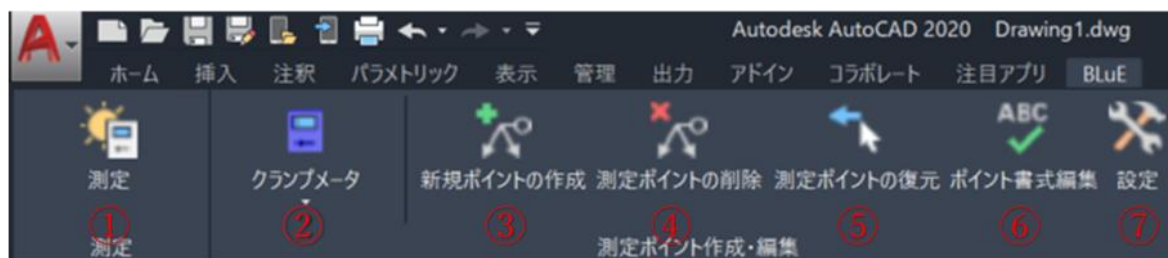 Autodesk AutoCAD 2020 Drawing1.dwg
ホーム 挿入 注釈 パラメトリック 表示 管理 出力 アドイン コラボレート 注目アプリ BLuE
ABC
測定 クランプメータ 新規ポイントの作成 測定ポイントの削除 測定ポイントの復元 ポイント書式編集 設定
① ② ③ ④ ⑤ ⑥ ⑦
測定 測定ポイント作成・編集